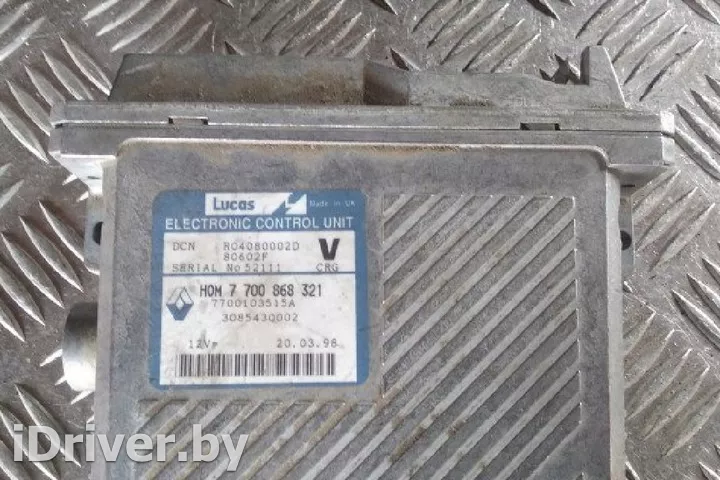 Lucas Made in UK
ELECTRONIC CONTROL UNIT
DCN R04080002D V
80602F
SERIAL No 52111 CRG
HOM 7 700 868 321
7700103515A
3085430002
12V= 20.03.98
iDriver.by